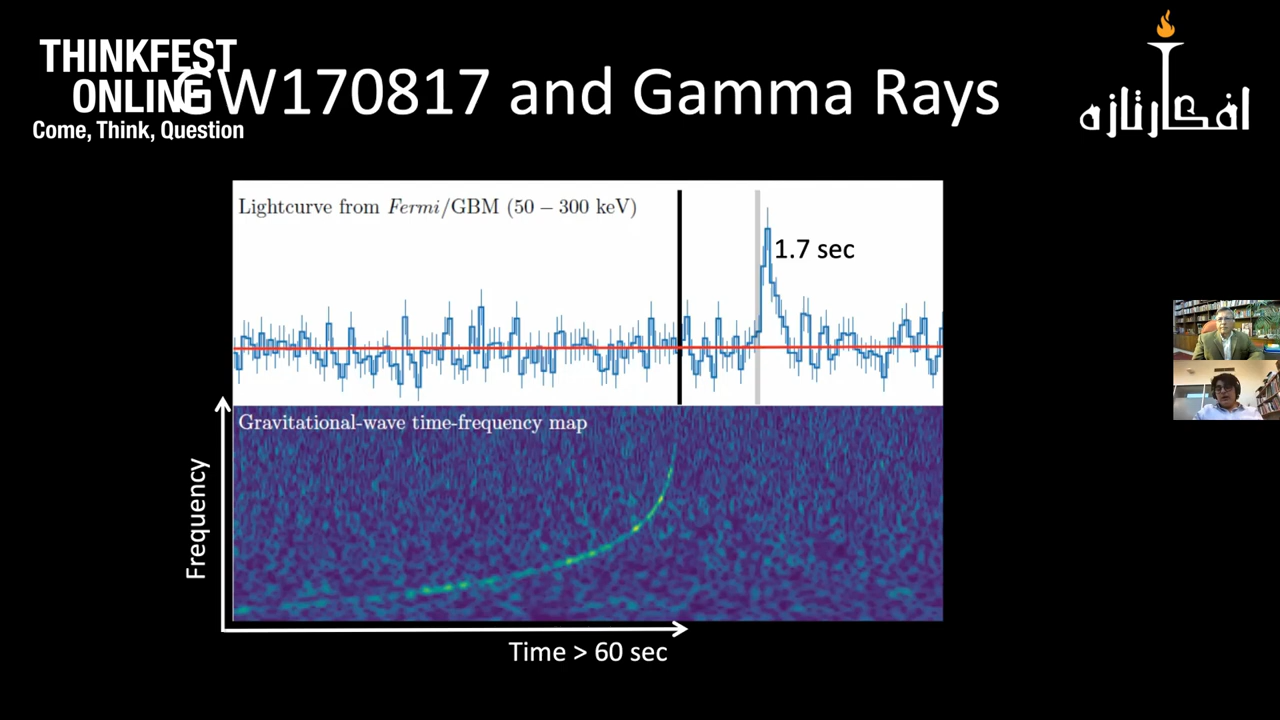 THINKFEST
ONLINE
Come, Think, Question
GW170817 and Gamma Rays
افکار تازہ
Lightcurve from Fermi/GBM (50 – 300 keV)
1.7 sec
Gravitational-wave time-frequency map
Frequency
Time > 60 sec